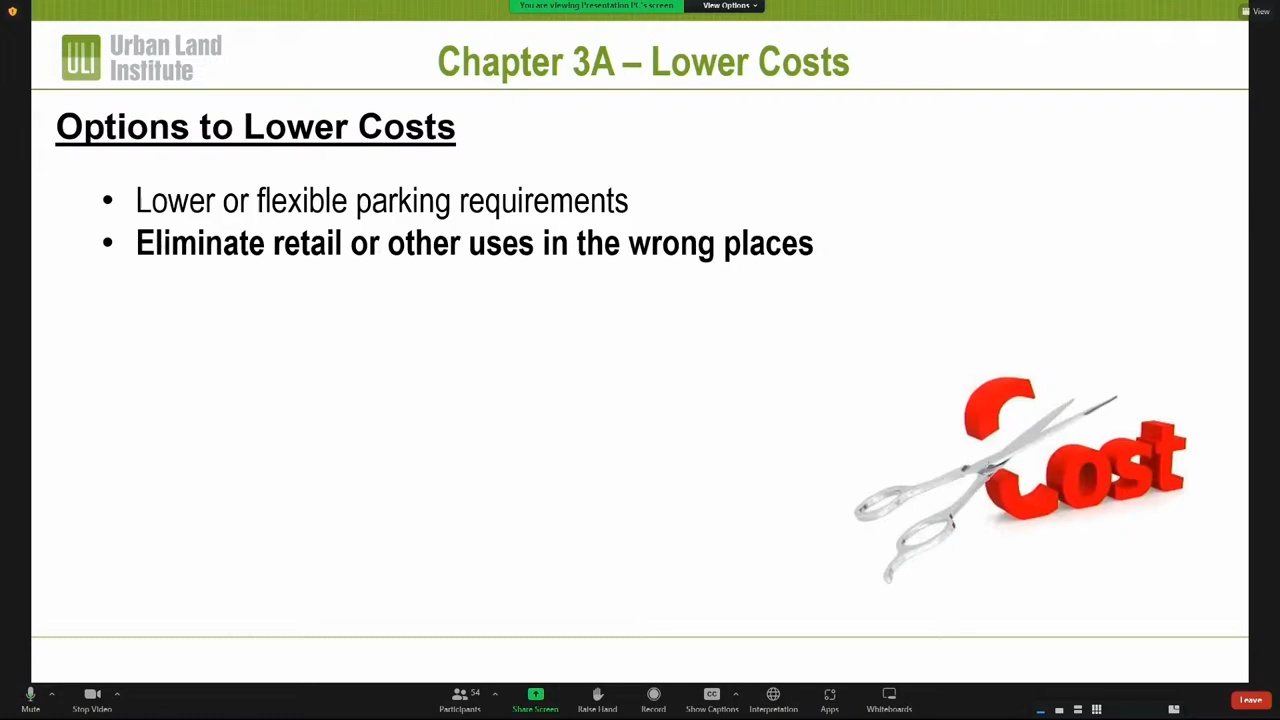 You are viewing Presentation PC's screen
View Options
View
ULI
Urban Land
Institute
Chapter 3A – Lower Costs
Options to Lower Costs
• Lower or flexible parking requirements
• Eliminate retail or other uses in the wrong places
Cost
Mute
Stop Video
54
Participants
Share Screen
Raise Hand
Record
CC
Show Captions
Interpretation
Apps
Whiteboards
Leave